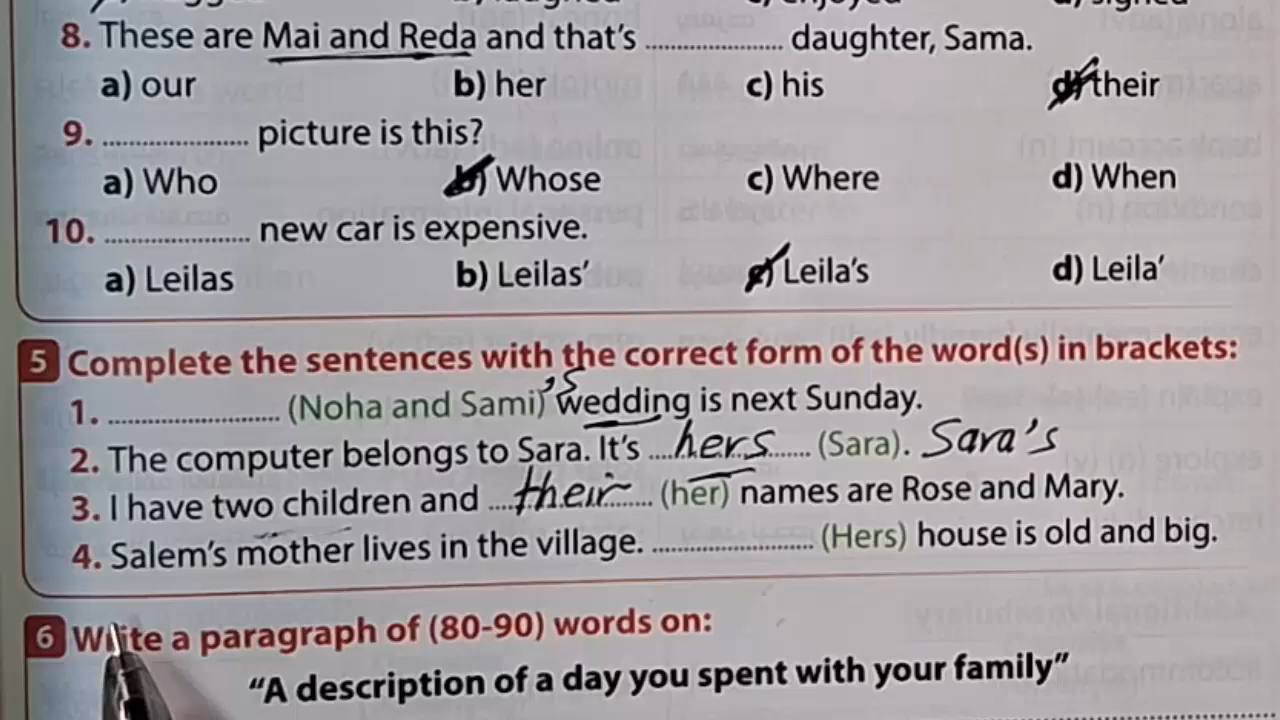 b) laughed c) enjoyed d) signed
8. These are Mai and Reda and that's .................. daughter, Sama.
a) our b) her c) his d) their
9. .................. picture is this?
a) Who b) Whose c) Where d) When
10. .................. new car is expensive.
a) Leilas b) Leilas' c) Leila's d) Leila'
5 Complete the sentences with the correct form of the word(s) in brackets:
1. .................. (Noha and Sami)'s wedding is next Sunday.
2. The computer belongs to Sara. It's hers (Sara). Sara's
3. I have two children and their (her) names are Rose and Mary.
4. Salem's mother lives in the village. .................. (Hers) house is old and big.
6 Write a paragraph of (80-90) words on:
"A description of a day you spent with your family"